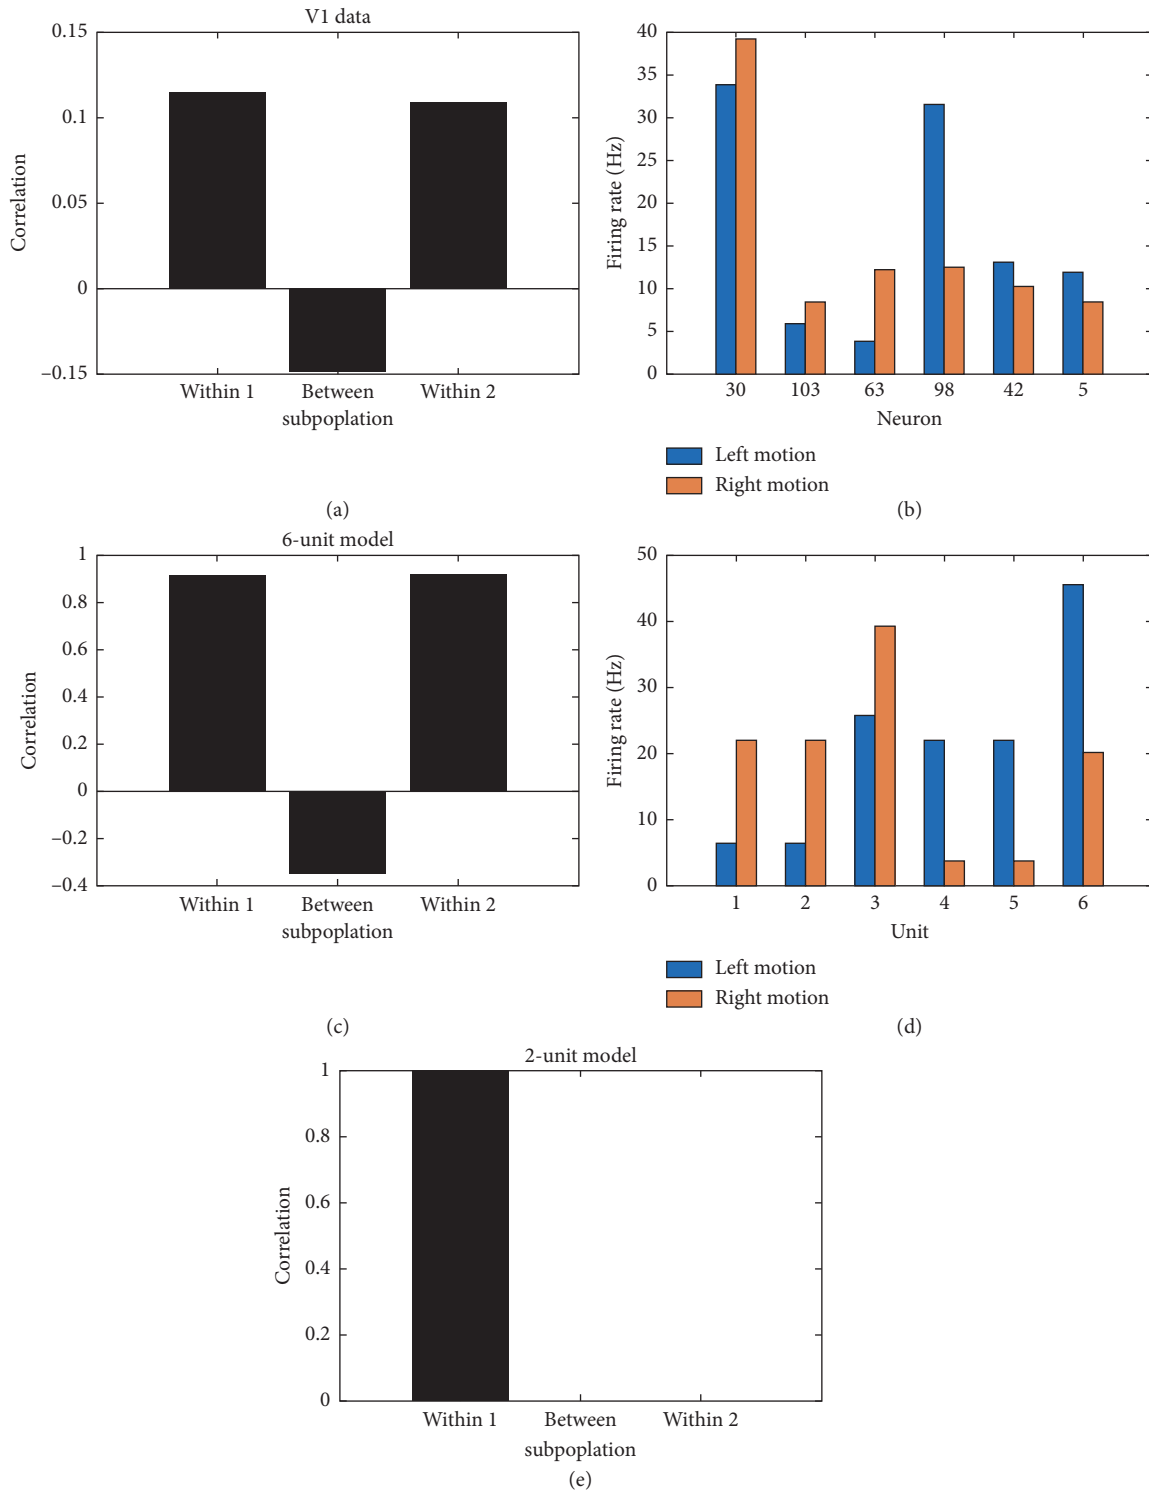 V1 data
0.15
0.1
0.05
0
−0.15
Correlation
Within 1 Between Within 2
subpoplation
(a)
40
35
30
25
20
15
10
5
0
Firing rate (Hz)
30 103 63 98 42 5
Neuron
Left motion
Right motion
(b)
6-unit model
1
0.8
0.6
0.4
0.2
0
−0.2
−0.4
Correlation
Within 1 Between Within 2
subpoplation
(c)
50
40
30
20
10
0
Firing rate (Hz)
1 2 3 4 5 6
Unit
Left motion
Right motion
(d)
2-unit model
1
0.8
0.6
0.4
0.2
0
Correlation
Within 1 Between Within 2
subpoplation
(e)